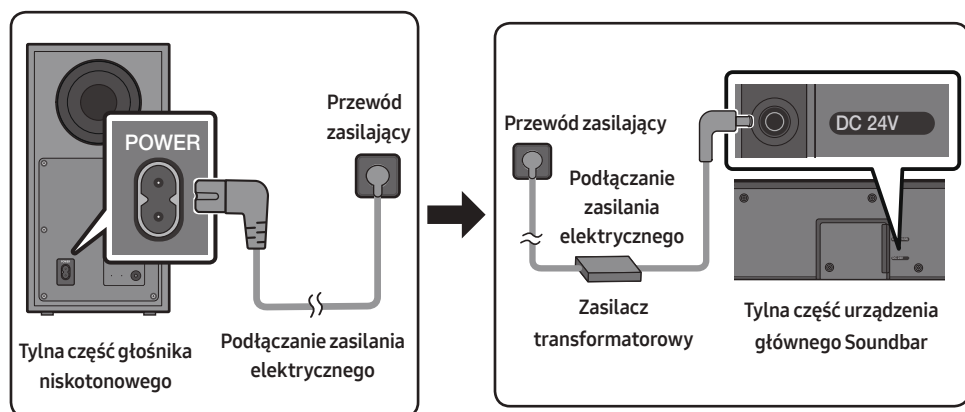 POWER
Przewód
zasilający
Tylna część głośnika
niskotonowego
Podłączanie zasilania
elektrycznego
Przewód zasilający
Podłączanie
zasilania
elektrycznego
Zasilacz
transformatorowy
DC 24V
Tylna część urządzenia
głównego Soundbar